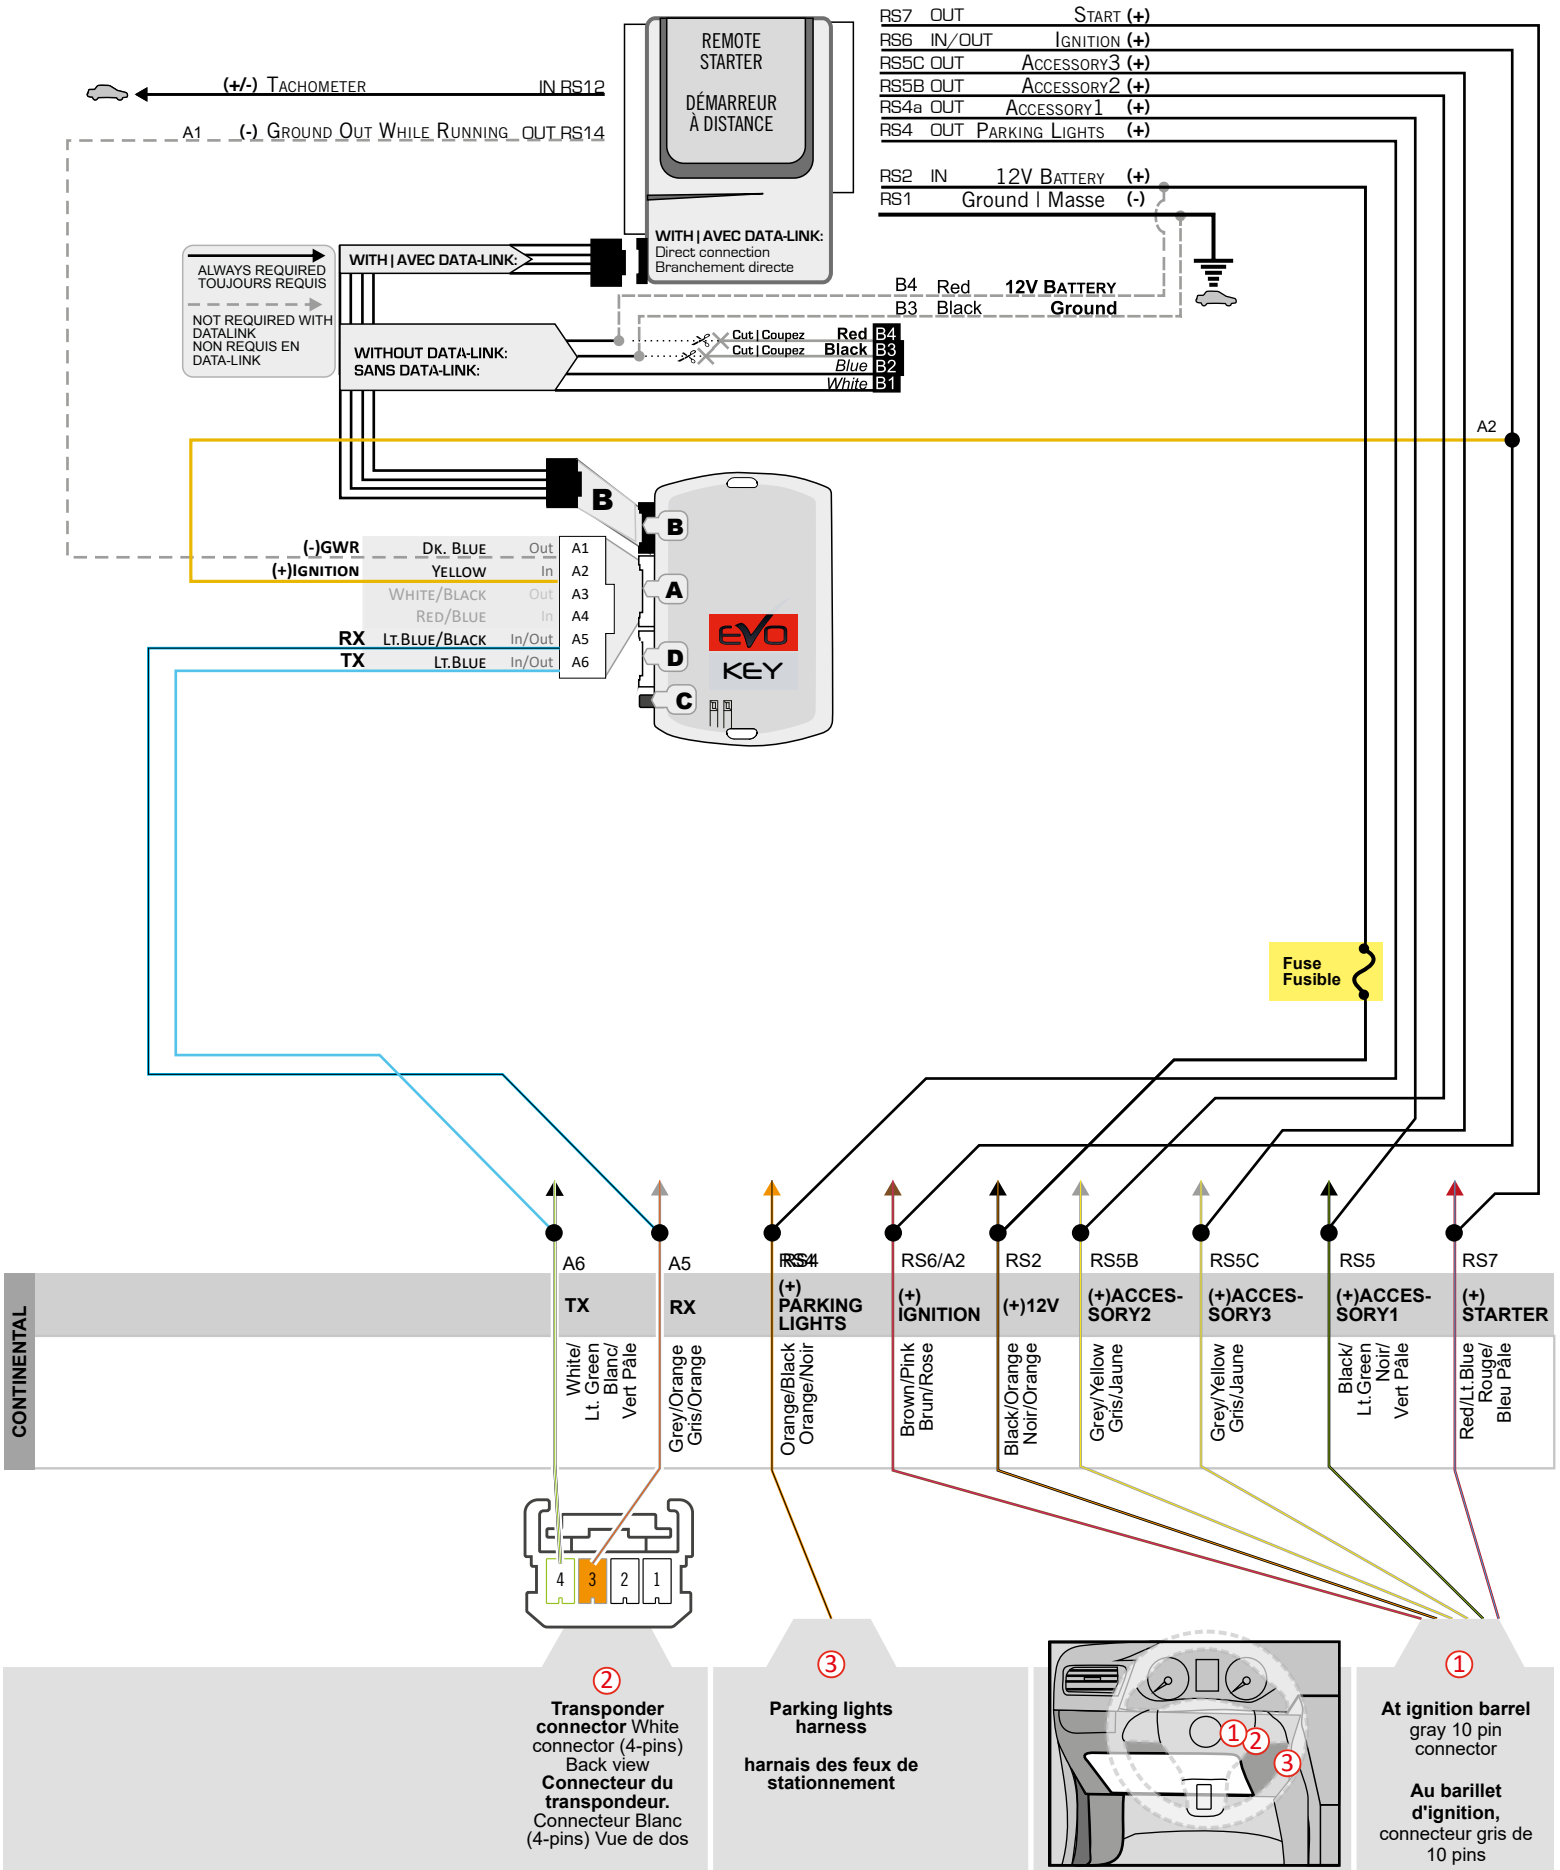 RS7 OUT START (+)
RS6 IN/OUT IGNITION (+)
RS5C OUT ACCESSORY3 (+)
RS5B OUT ACCESSORY2 (+)
RS4a OUT ACCESSORY1 (+)
RS4 OUT PARKING LIGHTS (+)
RS2 IN 12V BATTERY (+)
RS1 Ground | Masse (-)
REMOTE
STARTER
DÉMARREUR
À DISTANCE
(+/-) TACHOMETER IN RS12
A1 (-) GROUND OUT WHILE RUNNING OUT RS14
WITH | AVEC DATA-LINK:
Direct connection
Branchement directe
ALWAYS REQUIRED
TOUJOURS REQUIS
NOT REQUIRED WITH
DATALINK
NON REQUIS EN
DATA-LINK
WITH | AVEC DATA-LINK:
B4 Red 12V BATTERY
B3 Black Ground
WITHOUT DATA-LINK:
SANS DATA-LINK:
Cut | Coupez Red B4
Cut | Coupez Black B3
Blue B2
White B1
A2
B
B
A
D
C
EVO
KEY
(-)GWR DK. BLUE Out A1
(+)IGNITION YELLOW In A2
WHITE/BLACK Out A3
RED/BLUE In A4
RX LT.BLUE/BLACK In/Out A5
TX LT.BLUE In/Out A6
Fuse
Fusible
A6 A5 RS4 RS6/A2 RS2 RS5B RS5C RS5 RS7
CONTINENTAL
TX
RX
(+)
PARKING
LIGHTS
(+)
IGNITION
(+)12V
(+)ACCES-
SORY2
(+)ACCES-
SORY3
(+)ACCES-
SORY1
(+)
STARTER
White/
Lt. Green
Blanc/
Vert Pâle
Grey/Orange
Gris/Orange
Orange/Black
Orange/Noir
Brown/Pink
Brun/Rose
Black/Orange
Noir/Orange
Grey/Yellow
Gris/Jaune
Grey/Yellow
Gris/Jaune
Black/
Lt.Green
Noir/
Vert Pâle
Red/Lt.Blue
Rouge/
Bleu Pâle
4 3 2 1
2
Transponder
connector White
connector (4-pins)
Back view
Connecteur du
transpondeur.
Connecteur Blanc
(4-pins) Vue de dos
3
Parking lights
harness
harnais des feux de
stationnement
1
2
3
1
At ignition barrel
gray 10 pin
connector
Au barillet
d'ignition,
connecteur gris de
10 pins